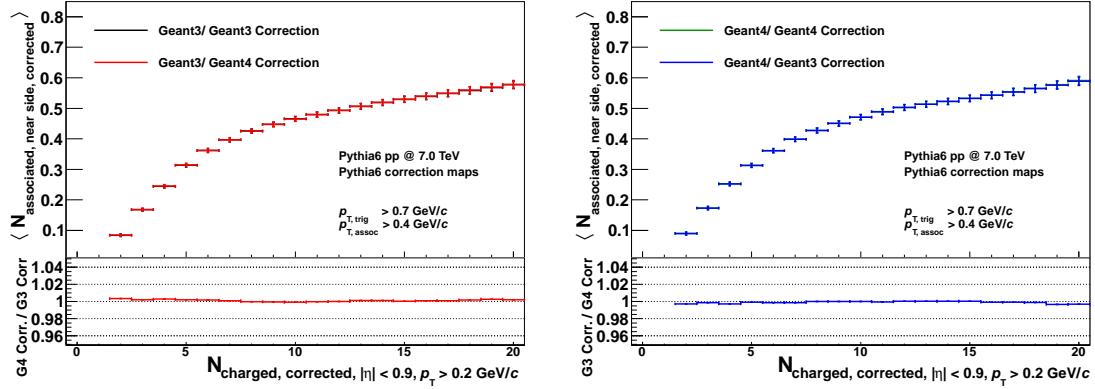 ⟨ N associated, near side, corrected ⟩
0.8
0.7
0.6
0.5
0.4
0.3
0.2
0.1
Geant3/ Geant3 Correction
Geant3/ Geant4 Correction
Pythia6 pp @ 7.0 TeV
Pythia6 correction maps
p T, trig > 0.7 GeV/c
p T, assoc > 0.4 GeV/c
G4 Corr. / G3 Corr
1.04
1.02
1
0.98
0.96
0 5 10 15 20
N charged, corrected, |η| < 0.9, p T > 0.2 GeV/c
⟨ N associated, near side, corrected ⟩
0.8
0.7
0.6
0.5
0.4
0.3
0.2
0.1
Geant4/ Geant4 Correction
Geant4/ Geant3 Correction
Pythia6 pp @ 7.0 TeV
Pythia6 correction maps
p T, trig > 0.7 GeV/c
p T, assoc > 0.4 GeV/c
G3 Corr. / G4 Corr
1.04
1.02
1
0.98
0.96
0 5 10 15 20
N charged, corrected, |η| < 0.9, p T > 0.2 GeV/c